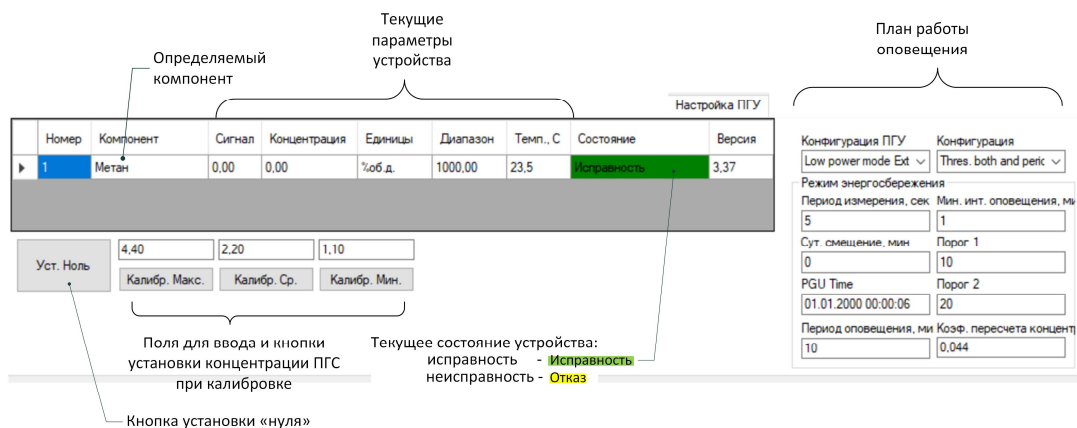 Текущие
параметры
устройства
План работы
оповещения
Определяемый
компонент
Настройка ПГУ
Номер Компонент Сигнал Концентрация Единицы Диапазон Темп., С Состояние Версия
1 Метан 0,00 0,00 %об.д. 1000,00 23,5 Исправность 3,37
Конфигурация ПГУ Конфигурация
Low power mode Ext Thres. both and peric
Режим энергосбережения
Период измерения, сек Мин. инт. оповещения, ми
5 1
Сут. смещение, мин Порог 1
0 10
PGU Time Порог 2
01.01.2000 00:00:06 20
Период оповещения, ми Коэф. пересчета концент
10 0,044
Уст. Ноль
4,40 2,20 1,10
Калибр. Макс. Калибр. Ср. Калибр. Мин.
Поля для ввода и кнопки
установки концентрации ПГС
при калибровке
Текущее состояние устройства:
исправность - Исправность
неисправность - Отказ
Кнопка установки «нуля»